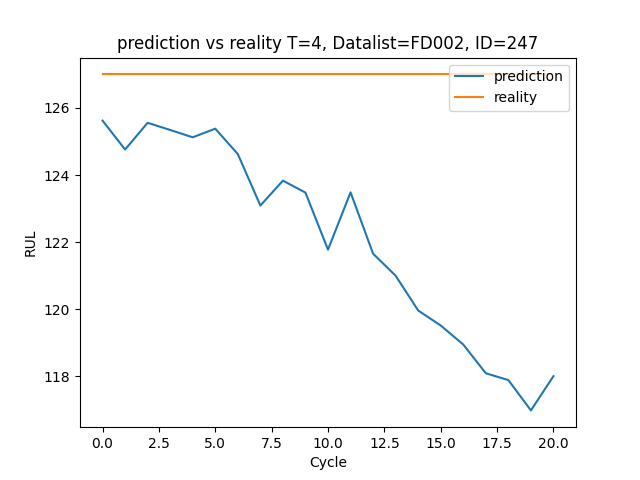 prediction vs reality T=4, Datalist=FD002, ID=247
prediction
reality
126
124
122
120
118
RUL
0.0 2.5 5.0 7.5 10.0 12.5 15.0 17.5 20.0
Cycle